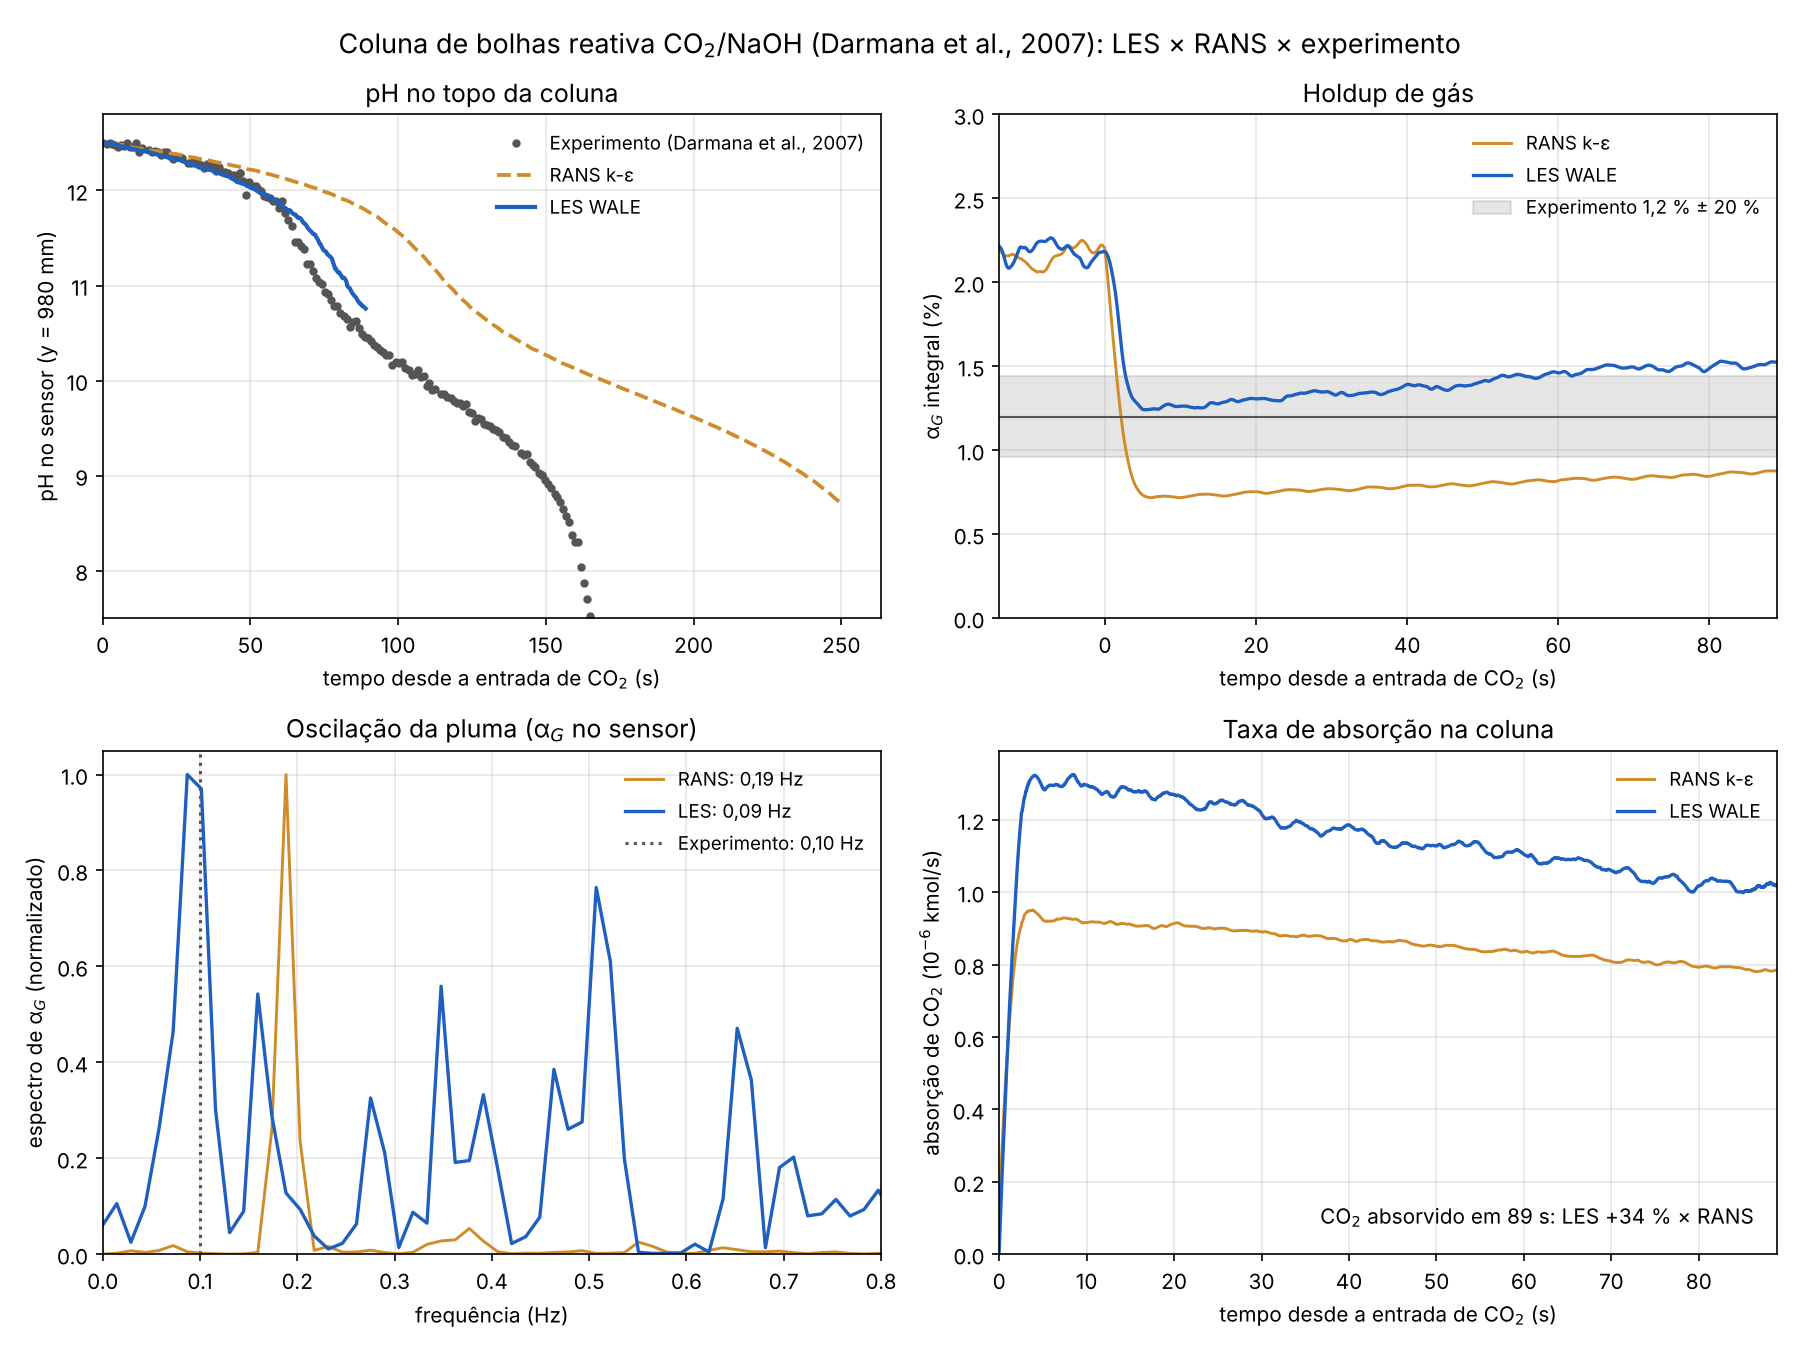 Coluna de bolhas reativa CO₂/NaOH (Darmana et al., 2007): LES × RANS × experimento
pH no topo da coluna
pH no sensor (y = 980 mm)
12
11
10
9
8
Experimento (Darmana et al., 2007)
RANS k-ε
LES WALE
0 50 100 150 200 250
tempo desde a entrada de CO₂ (s)
Holdup de gás
α_G integral (%)
3.0
2.5
2.0
1.5
1.0
0.5
0.0
RANS k-ε
LES WALE
Experimento 1,2 % ± 20 %
0 20 40 60 80
tempo desde a entrada de CO₂ (s)
Oscilação da pluma (α_G no sensor)
espectro de α_G (normalizado)
1.0
0.8
0.6
0.4
0.2
0.0
RANS: 0,19 Hz
LES: 0,09 Hz
Experimento: 0,10 Hz
0.0 0.1 0.2 0.3 0.4 0.5 0.6 0.7 0.8
frequência (Hz)
Taxa de absorção na coluna
absorção de CO₂ (10⁻⁶ kmol/s)
1.2
1.0
0.8
0.6
0.4
0.2
0.0
RANS k-ε
LES WALE
CO₂ absorvido em 89 s: LES +34 % × RANS
0 10 20 30 40 50 60 70 80
tempo desde a entrada de CO₂ (s)